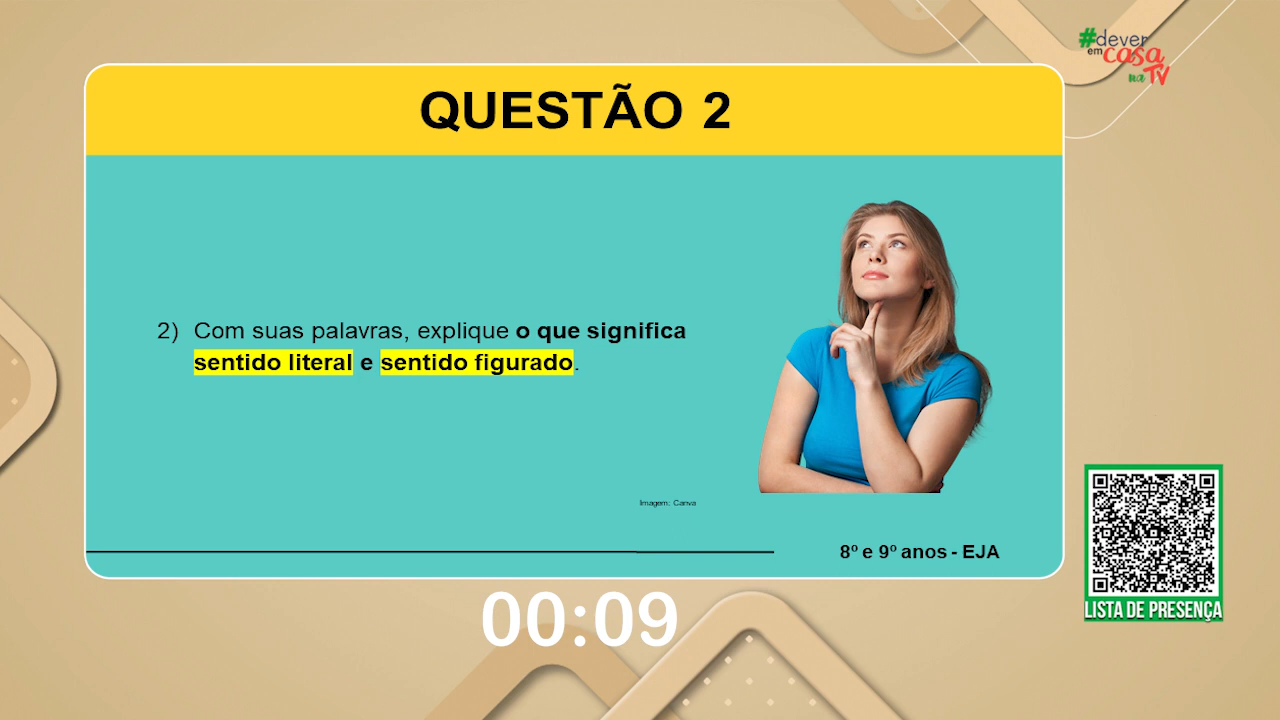 #dever
em casa
na TV
QUESTÃO 2
2) Com suas palavras, explique o que significa
sentido literal e sentido figurado.
Imagem: Canva
8º e 9º anos - EJA
00:09
LISTA DE PRESENÇA